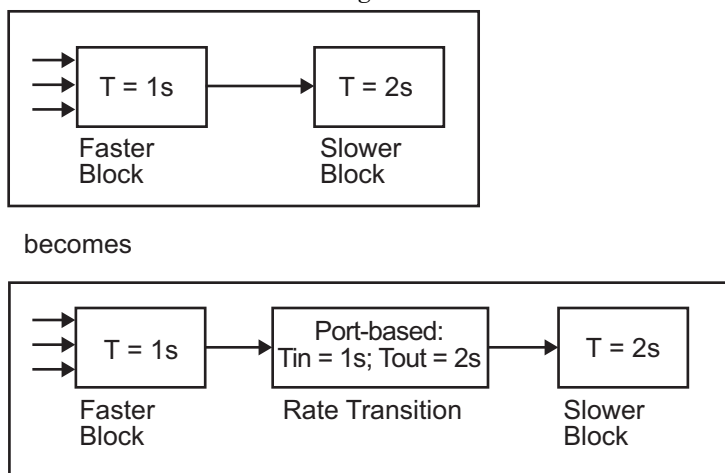 T = 1s
T = 2s
Faster
Block
Slower
Block
becomes
T = 1s
Port-based:
Tin = 1s; Tout = 2s
T = 2s
Faster
Block
Rate Transition
Slower
Block